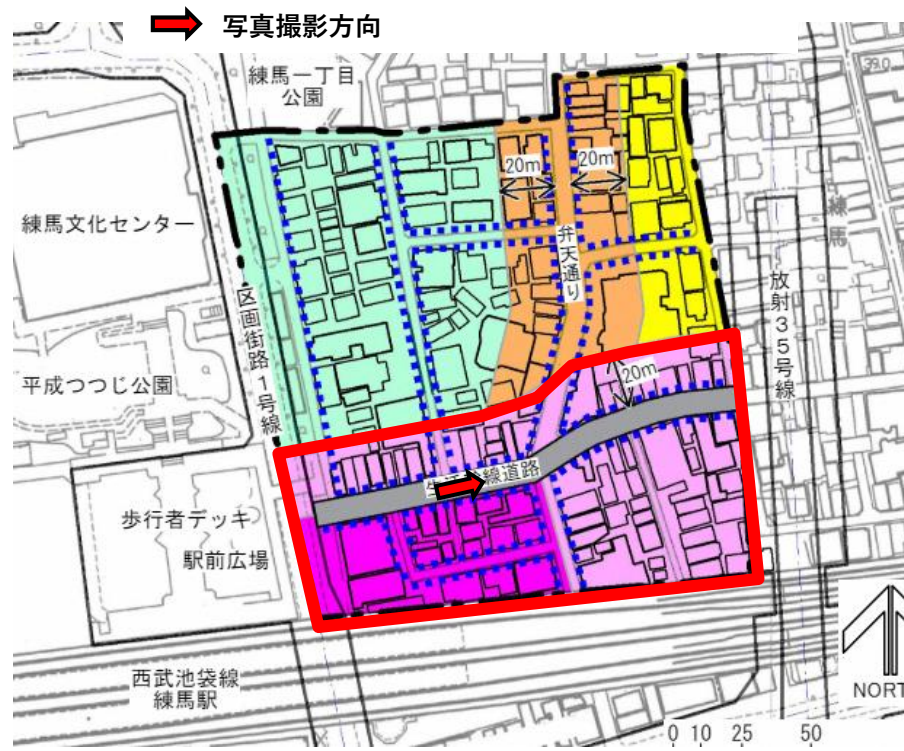 写真撮影方向
練馬一丁目
公園
39.0
20m
20m
練馬文化センター
練馬
弁天通り
区画街路1号線
放射35号線
平成つつじ公園
20m
線道路
歩行者デッキ
駅前広場
西武池袋線
練馬駅
NORT
0 10 25 50